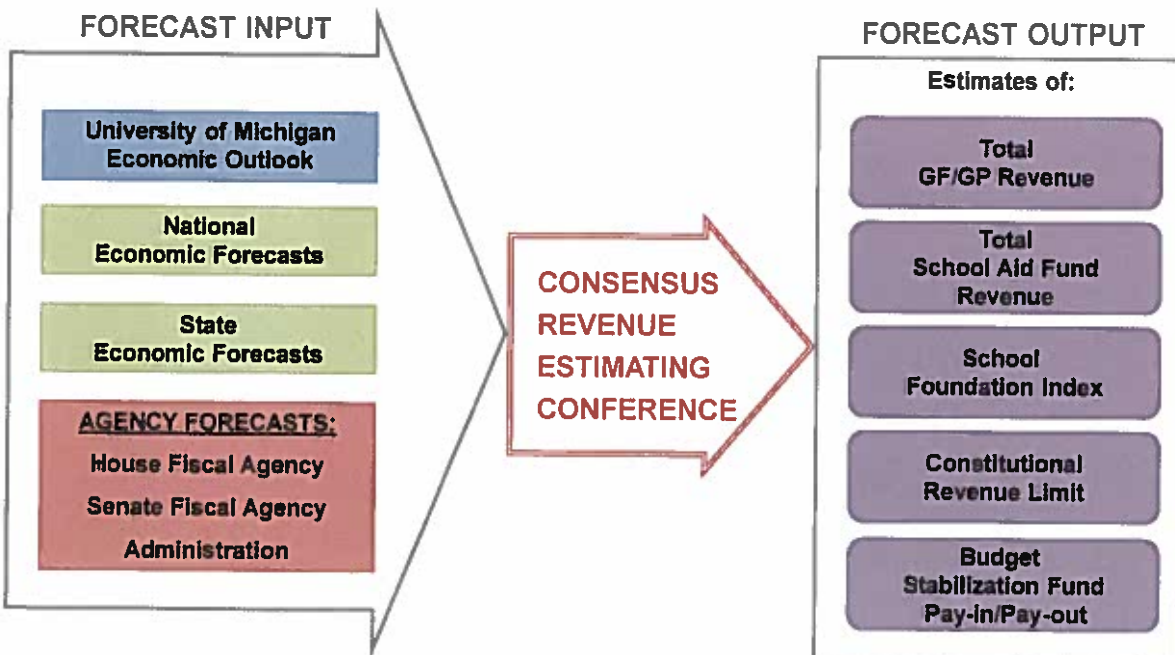 FORECAST INPUT
University of Michigan
Economic Outlook
National
Economic Forecasts
State
Economic Forecasts
AGENCY FORECASTS:
House Fiscal Agency
Senate Fiscal Agency
Administration
CONSENSUS
REVENUE
ESTIMATING
CONFERENCE
FORECAST OUTPUT
Estimates of:
Total
GF/GP Revenue
Total
School Aid Fund
Revenue
School
Foundation Index
Constitutional
Revenue Limit
Budget
Stabilization Fund
Pay-in/Pay-out